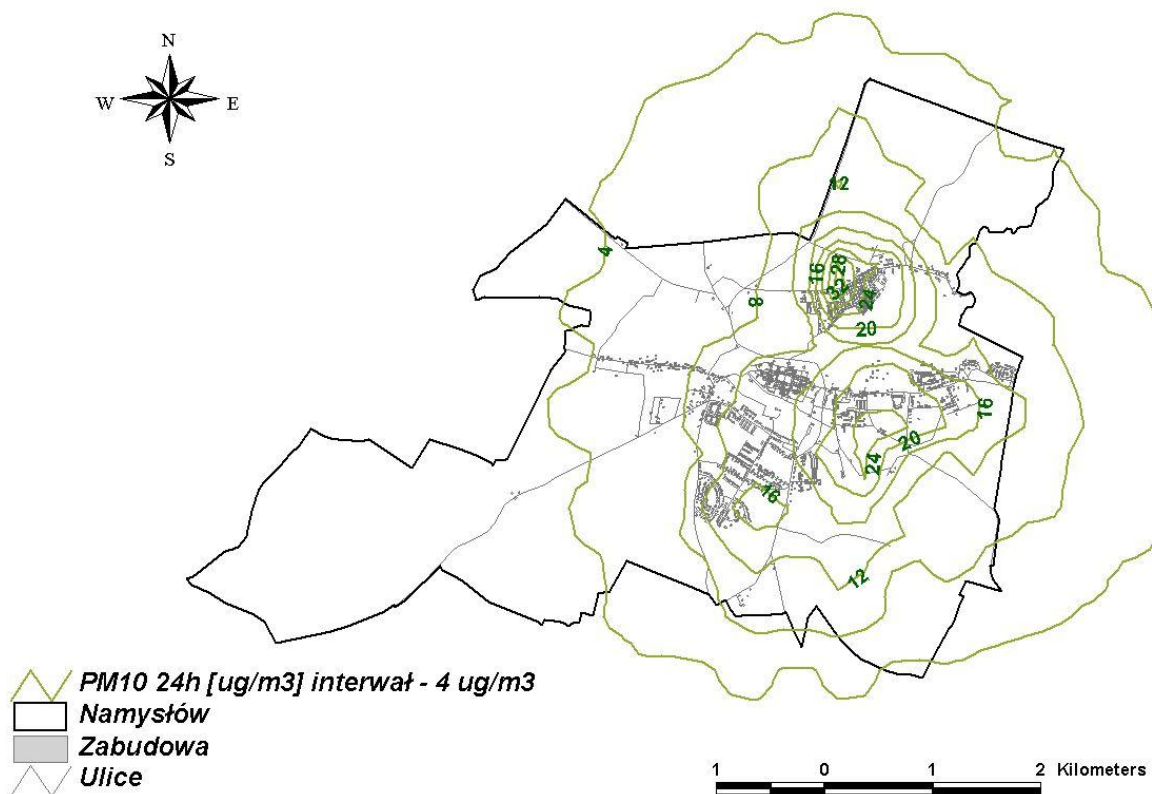 N
W E
S
12
4
16
28
32
24
8
20
16
20
24
16
12
PM10 24h [ug/m3] interwał - 4 ug/m3
Namysłów
Zabudowa
Ulice
1 0 1 2 Kilometers